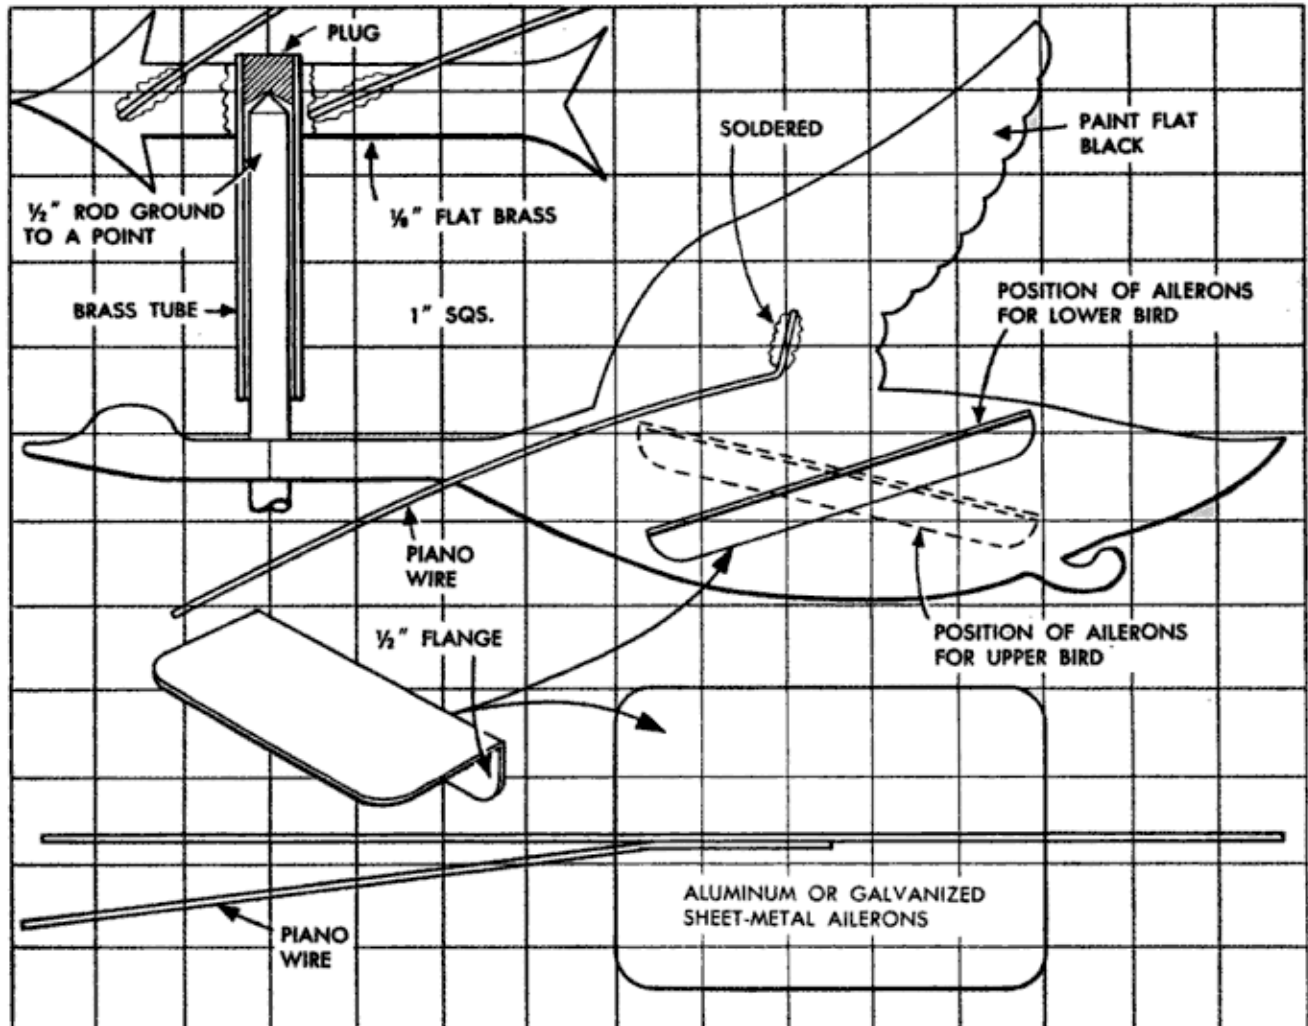 PLUG
SOLDERED
PAINT FLAT
BLACK
½" ROD GROUND
TO A POINT
⅛" FLAT BRASS
BRASS TUBE
1" SQS.
POSITION OF AILERONS
FOR LOWER BIRD
PIANO
WIRE
½" FLANGE
POSITION OF AILERONS
FOR UPPER BIRD
ALUMINUM OR GALVANIZED
SHEET-METAL AILERONS
PIANO
WIRE